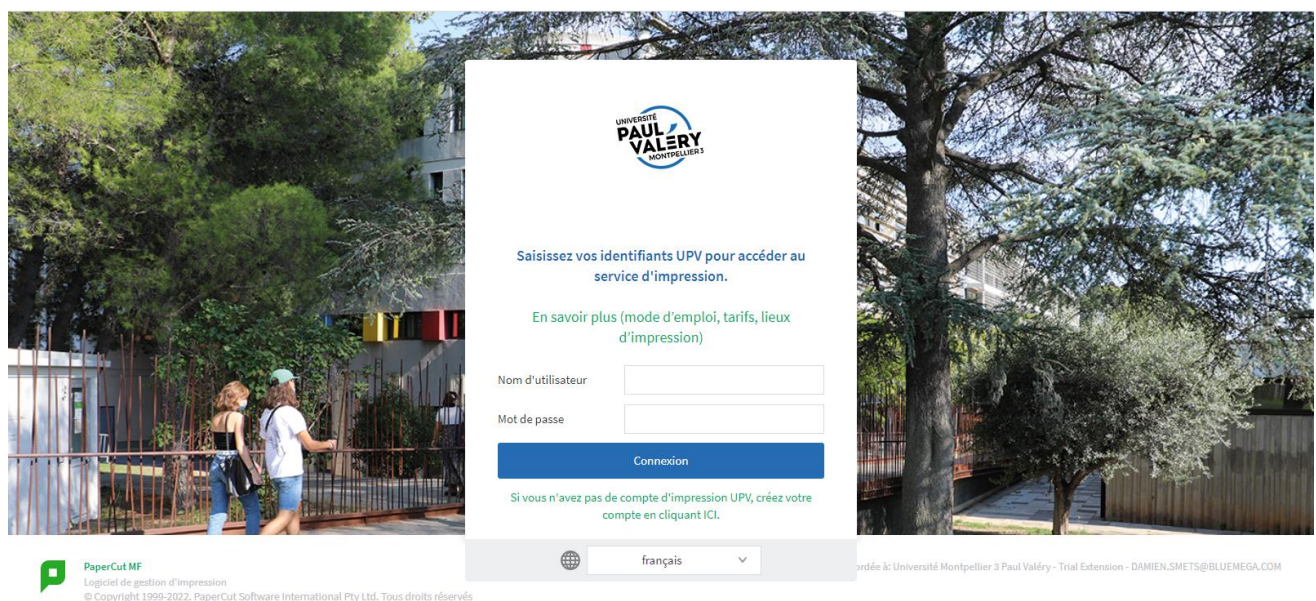 UNIVERSITÉ
PAUL
VALÉRY
MONTPELLIER 3
Saisissez vos identifiants UPV pour accéder au
service d'impression.
En savoir plus (mode d'emploi, tarifs, lieux
d'impression)
Nom d'utilisateur
Mot de passe
Connexion
Si vous n'avez pas de compte d'impression UPV, créez votre
compte en cliquant ICI.
français
PaperCut MF
Logiciel de gestion d'impression
© Copyright 1999-2022. PaperCut Software International Pty Ltd. Tous droits réservés
à: Université Montpellier 3 Paul Valéry - Trial Extension - DAMIEN.SMETS@BLUEMEGA.COM